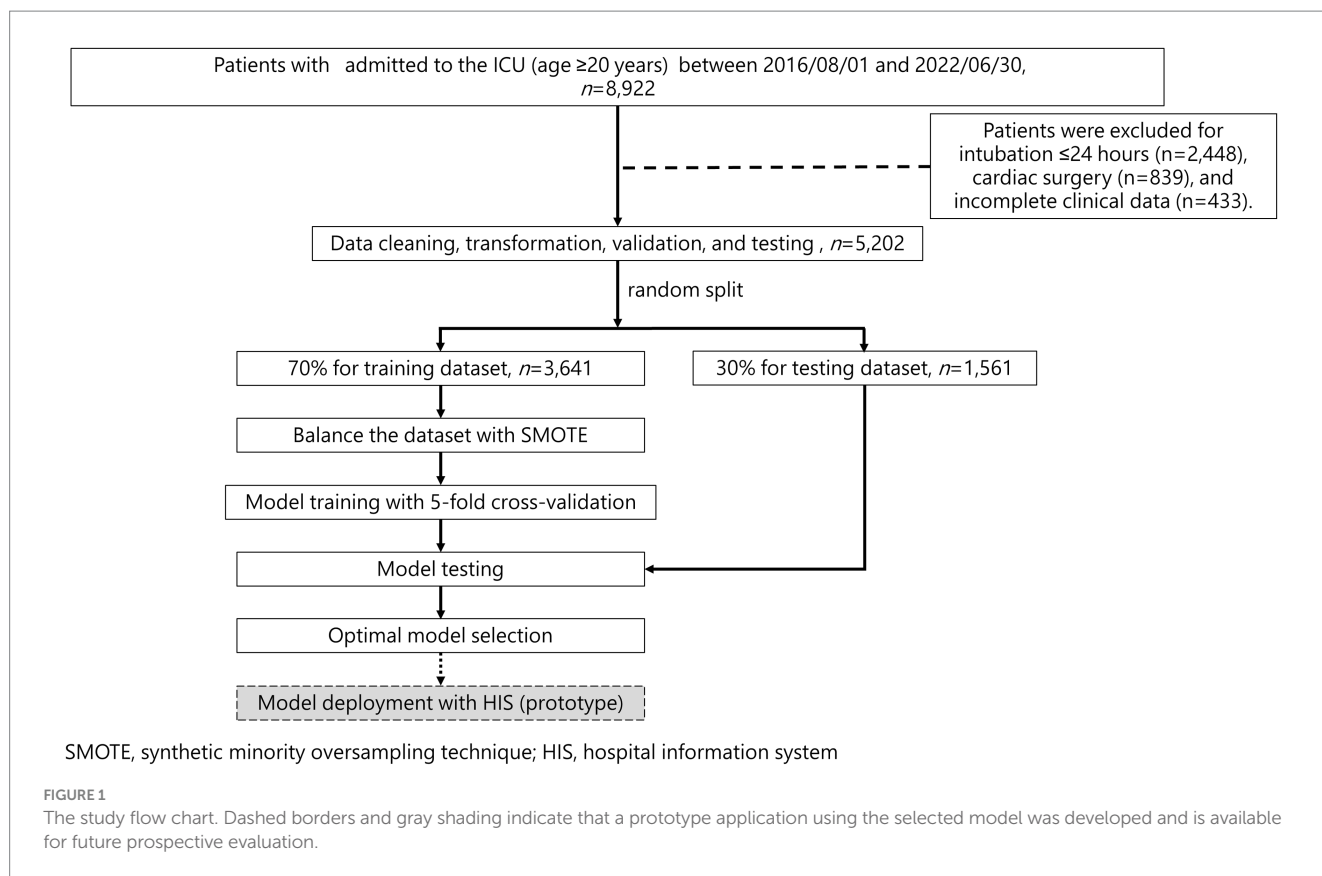 Patients with admitted to the ICU (age ≥20 years) between 2016/08/01 and 2022/06/30,
n=8,922
Patients were excluded for
intubation ≤24 hours (n=2,448),
cardiac surgery (n=839), and
incomplete clinical data (n=433).
Data cleaning, transformation, validation, and testing , n=5,202
random split
70% for training dataset, n=3,641
30% for testing dataset, n=1,561
Balance the dataset with SMOTE
Model training with 5-fold cross-validation
Model testing
Optimal model selection
Model deployment with HIS (prototype)
SMOTE, synthetic minority oversampling technique; HIS, hospital information system
FIGURE 1
The study flow chart. Dashed borders and gray shading indicate that a prototype application using the selected model was developed and is available
for future prospective evaluation.